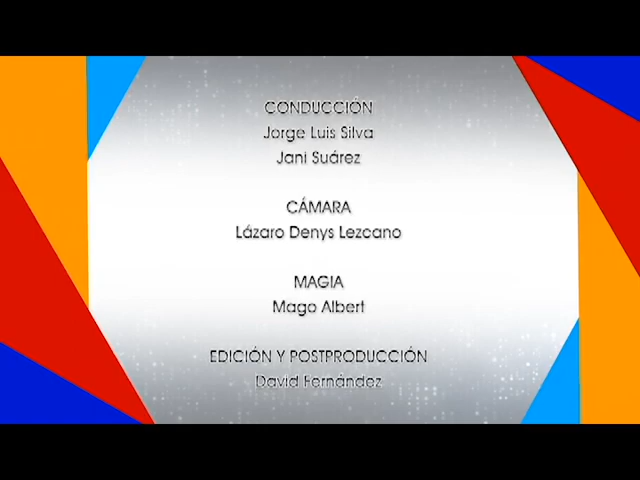 CONDUCCIÓN
Jorge Luis Silva
Jani Suárez
CÁMARA
Lázaro Denys Lezcano
MAGIA
Mago Albert
EDICIÓN Y POSTPRODUCCIÓN
David Fernández